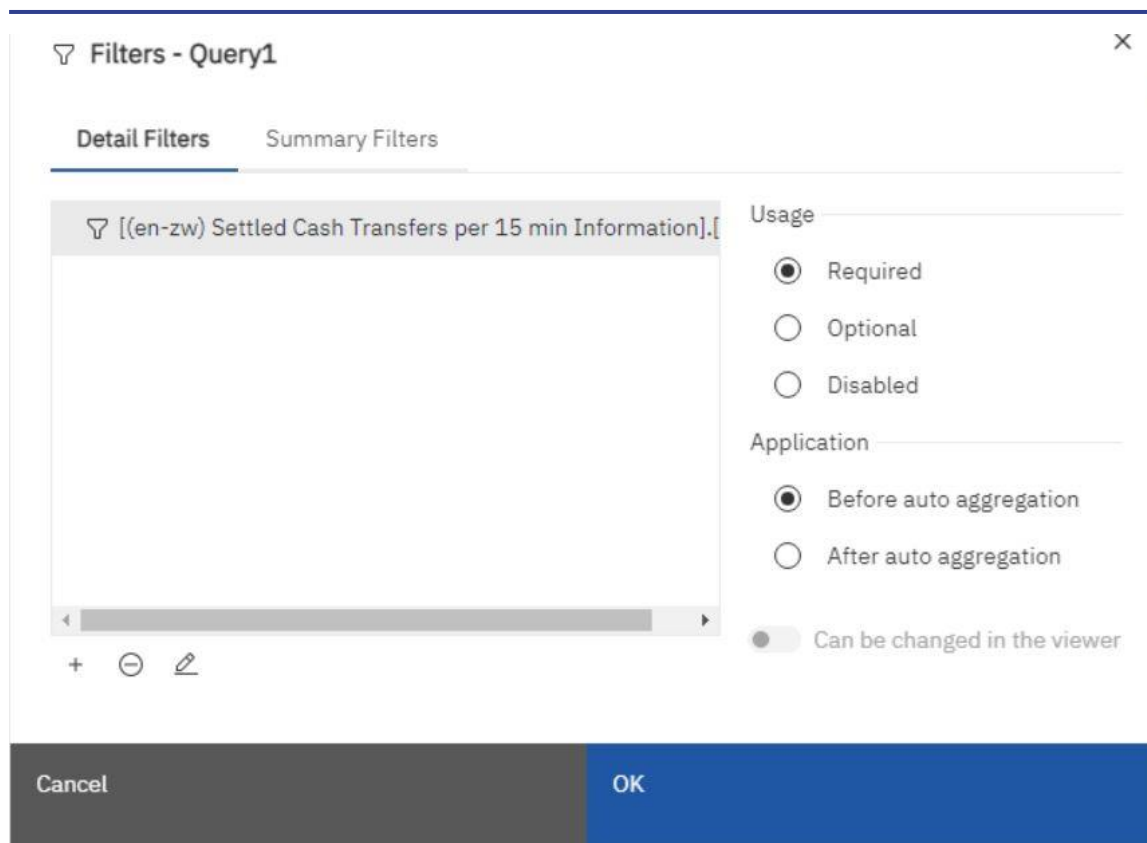 Filters - Query1
Detail Filters
Summary Filters
[(en-zw) Settled Cash Transfers per 15 min Information].[
Usage
Required
Optional
Disabled
Application
Before auto aggregation
After auto aggregation
Can be changed in the viewer
Cancel
OK